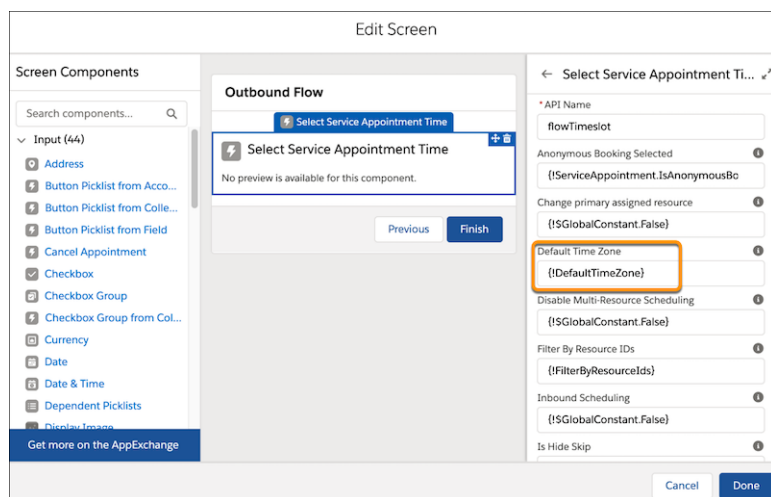 Edit Screen
Screen Components
Search components...
Input (44)
Address
Button Picklist from Acco...
Button Picklist from Colle...
Button Picklist from Field
Cancel Appointment
Checkbox
Checkbox Group
Checkbox Group from Col...
Currency
Date
Date & Time
Dependent Picklists
Display Image
Get more on the AppExchange
Outbound Flow
Select Service Appointment Time
Select Service Appointment Time
No preview is available for this component.
Previous
Finish
Select Service Appointment Ti...
*API Name
flowTimeslot
Anonymous Booking Selected
{!ServiceAppointment.IsAnonymousBo
Change primary assigned resource
{!$GlobalConstant.False}
Default Time Zone
{!DefaultTimeZone}
Disable Multi-Resource Scheduling
{!$GlobalConstant.False}
Filter By Resource IDs
{!FilterByResourceIds}
Inbound Scheduling
{!$GlobalConstant.False}
Is Hide Skip
Cancel
Done